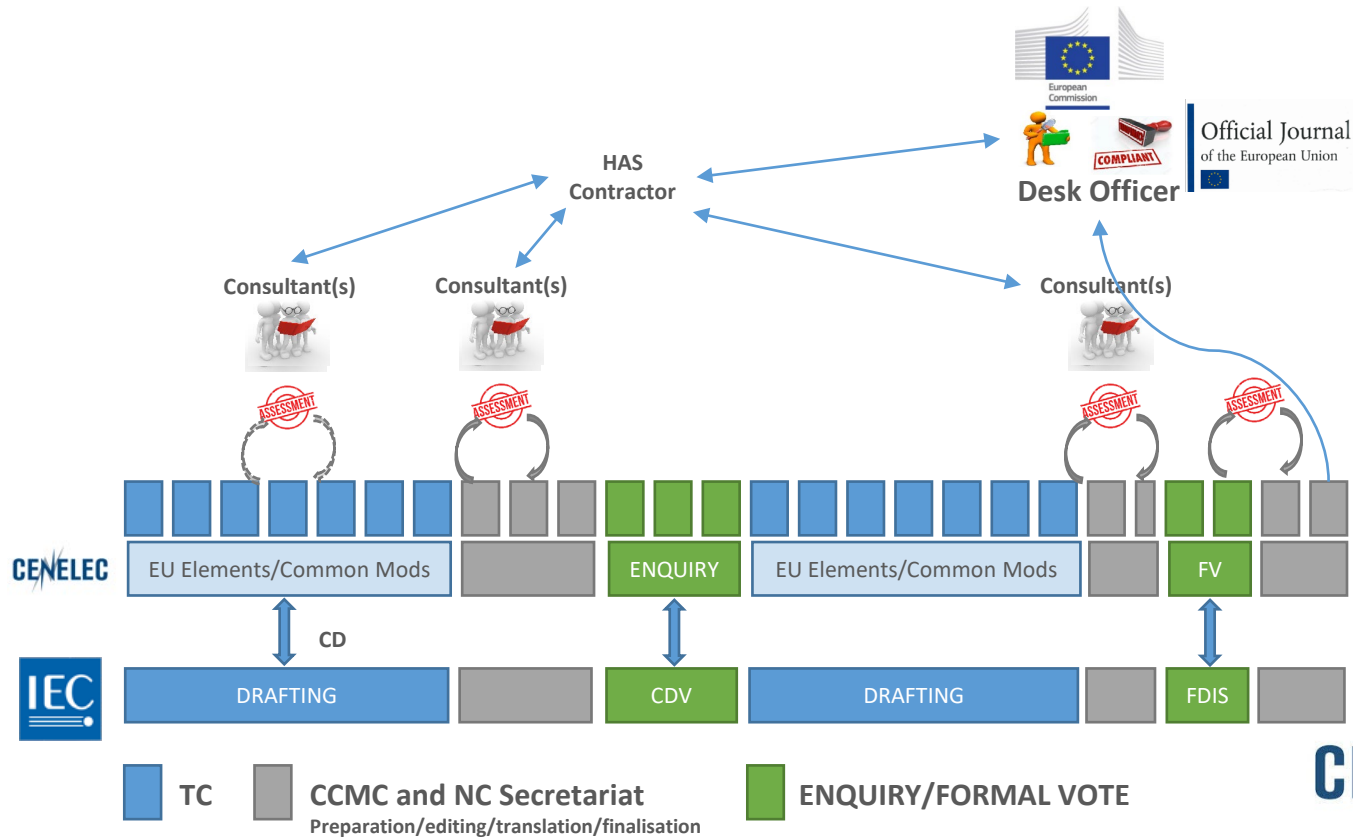 European
Commission
COMPLIANT
Official Journal
of the European Union
Desk Officer
HAS
Contractor
Consultant(s)
Consultant(s)
Consultant(s)
ASSESSMENT
ASSESSMENT
ASSESSMENT
ASSESSMENT
CENELEC
EU Elements/Common Mods
ENQUIRY
EU Elements/Common Mods
FV
CD
IEC
DRAFTING
CDV
DRAFTING
FDIS
TC
CCMC and NC Secretariat
Preparation/editing/translation/finalisation
ENQUIRY/FORMAL VOTE